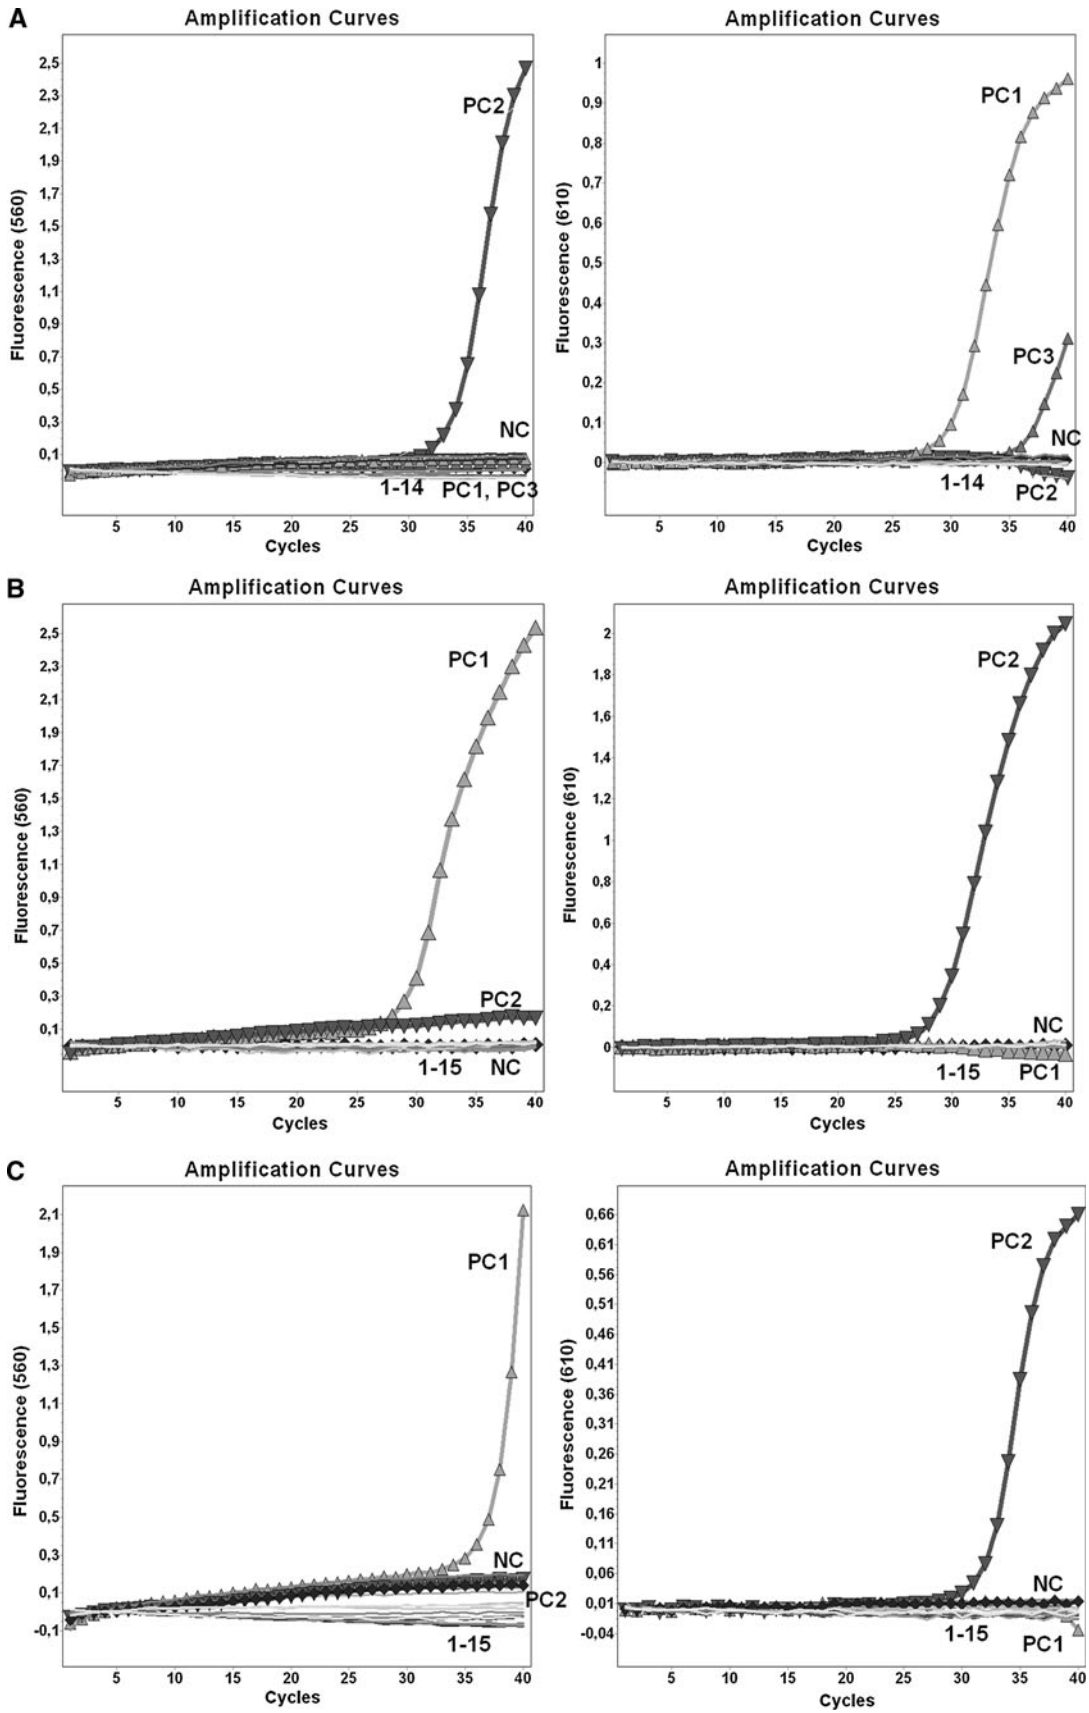 A
Amplification Curves
Fluorescence (560)
2,5
2,3
2,1
1,9
1,7
1,5
1,3
1,1
0,9
0,7
0,5
0,3
0,1
PC2
NC
1-14
PC1, PC3
5 10 15 20 25 30 35 40
Cycles
Amplification Curves
Fluorescence (610)
1
0,9
0,8
0,7
0,6
0,5
0,4
0,3
0,2
0,1
0
PC1
PC3
NC
1-14
PC2
5 10 15 20 25 30 35 40
Cycles
B
Amplification Curves
Fluorescence (560)
2,5
2,3
2,1
1,9
1,7
1,5
1,3
1,1
0,9
0,7
0,5
0,3
0,1
PC1
PC2
1-15
NC
5 10 15 20 25 30 35 40
Cycles
Amplification Curves
Fluorescence (610)
2
1,8
1,6
1,4
1,2
1
0,8
0,6
0,4
0,2
0
PC2
NC
1-15
PC1
5 10 15 20 25 30 35 40
Cycles
C
Amplification Curves
Fluorescence (560)
2,1
1,9
1,7
1,5
1,3
1,1
0,9
0,7
0,5
0,3
0,1
-0,1
PC1
NC
PC2
1-15
5 10 15 20 25 30 35 40
Cycles
Amplification Curves
Fluorescence (610)
0,66
0,61
0,56
0,51
0,46
0,41
0,36
0,31
0,26
0,21
0,16
0,11
0,06
0,01
-0,04
PC2
NC
1-15
PC1
5 10 15 20 25 30 35 40
Cycles